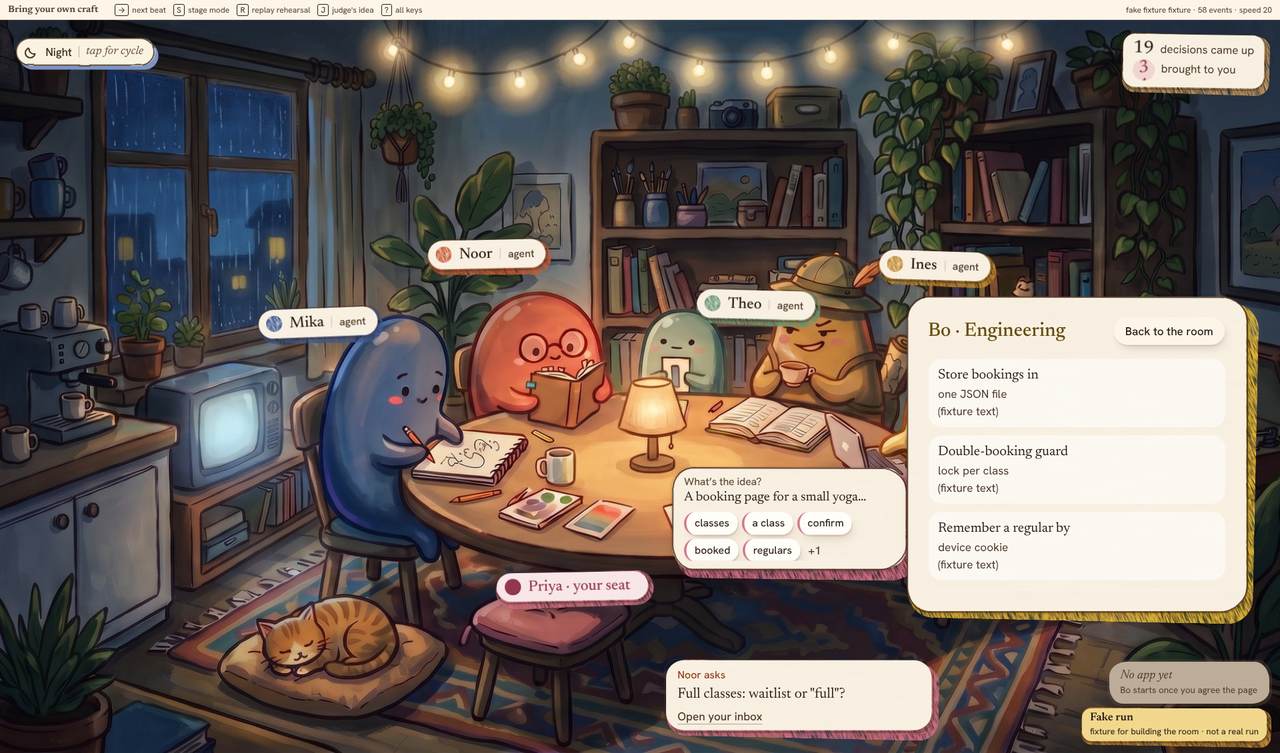 Bring your own craft
→ next beat
S stage mode
R replay rehearsal
J judge's idea
? all keys
fake fixture fixture · 58 events · speed 20
Night | tap for cycle
19 decisions came up
3 brought to you
Noor | agent
Ines | agent
Theo | agent
Mika | agent
Bo · Engineering
Back to the room
Store bookings in
one JSON file
(fixture text)
Double-booking guard
lock per class
(fixture text)
Remember a regular by
device cookie
(fixture text)
What's the idea?
A booking page for a small yoga…
classes
a class
confirm
booked
regulars
+1
Priya · your seat
Noor asks
Full classes: waitlist or "full"?
Open your inbox
No app yet
Bo starts once you agree the page
Fake run
fixture for building the room · not a real run